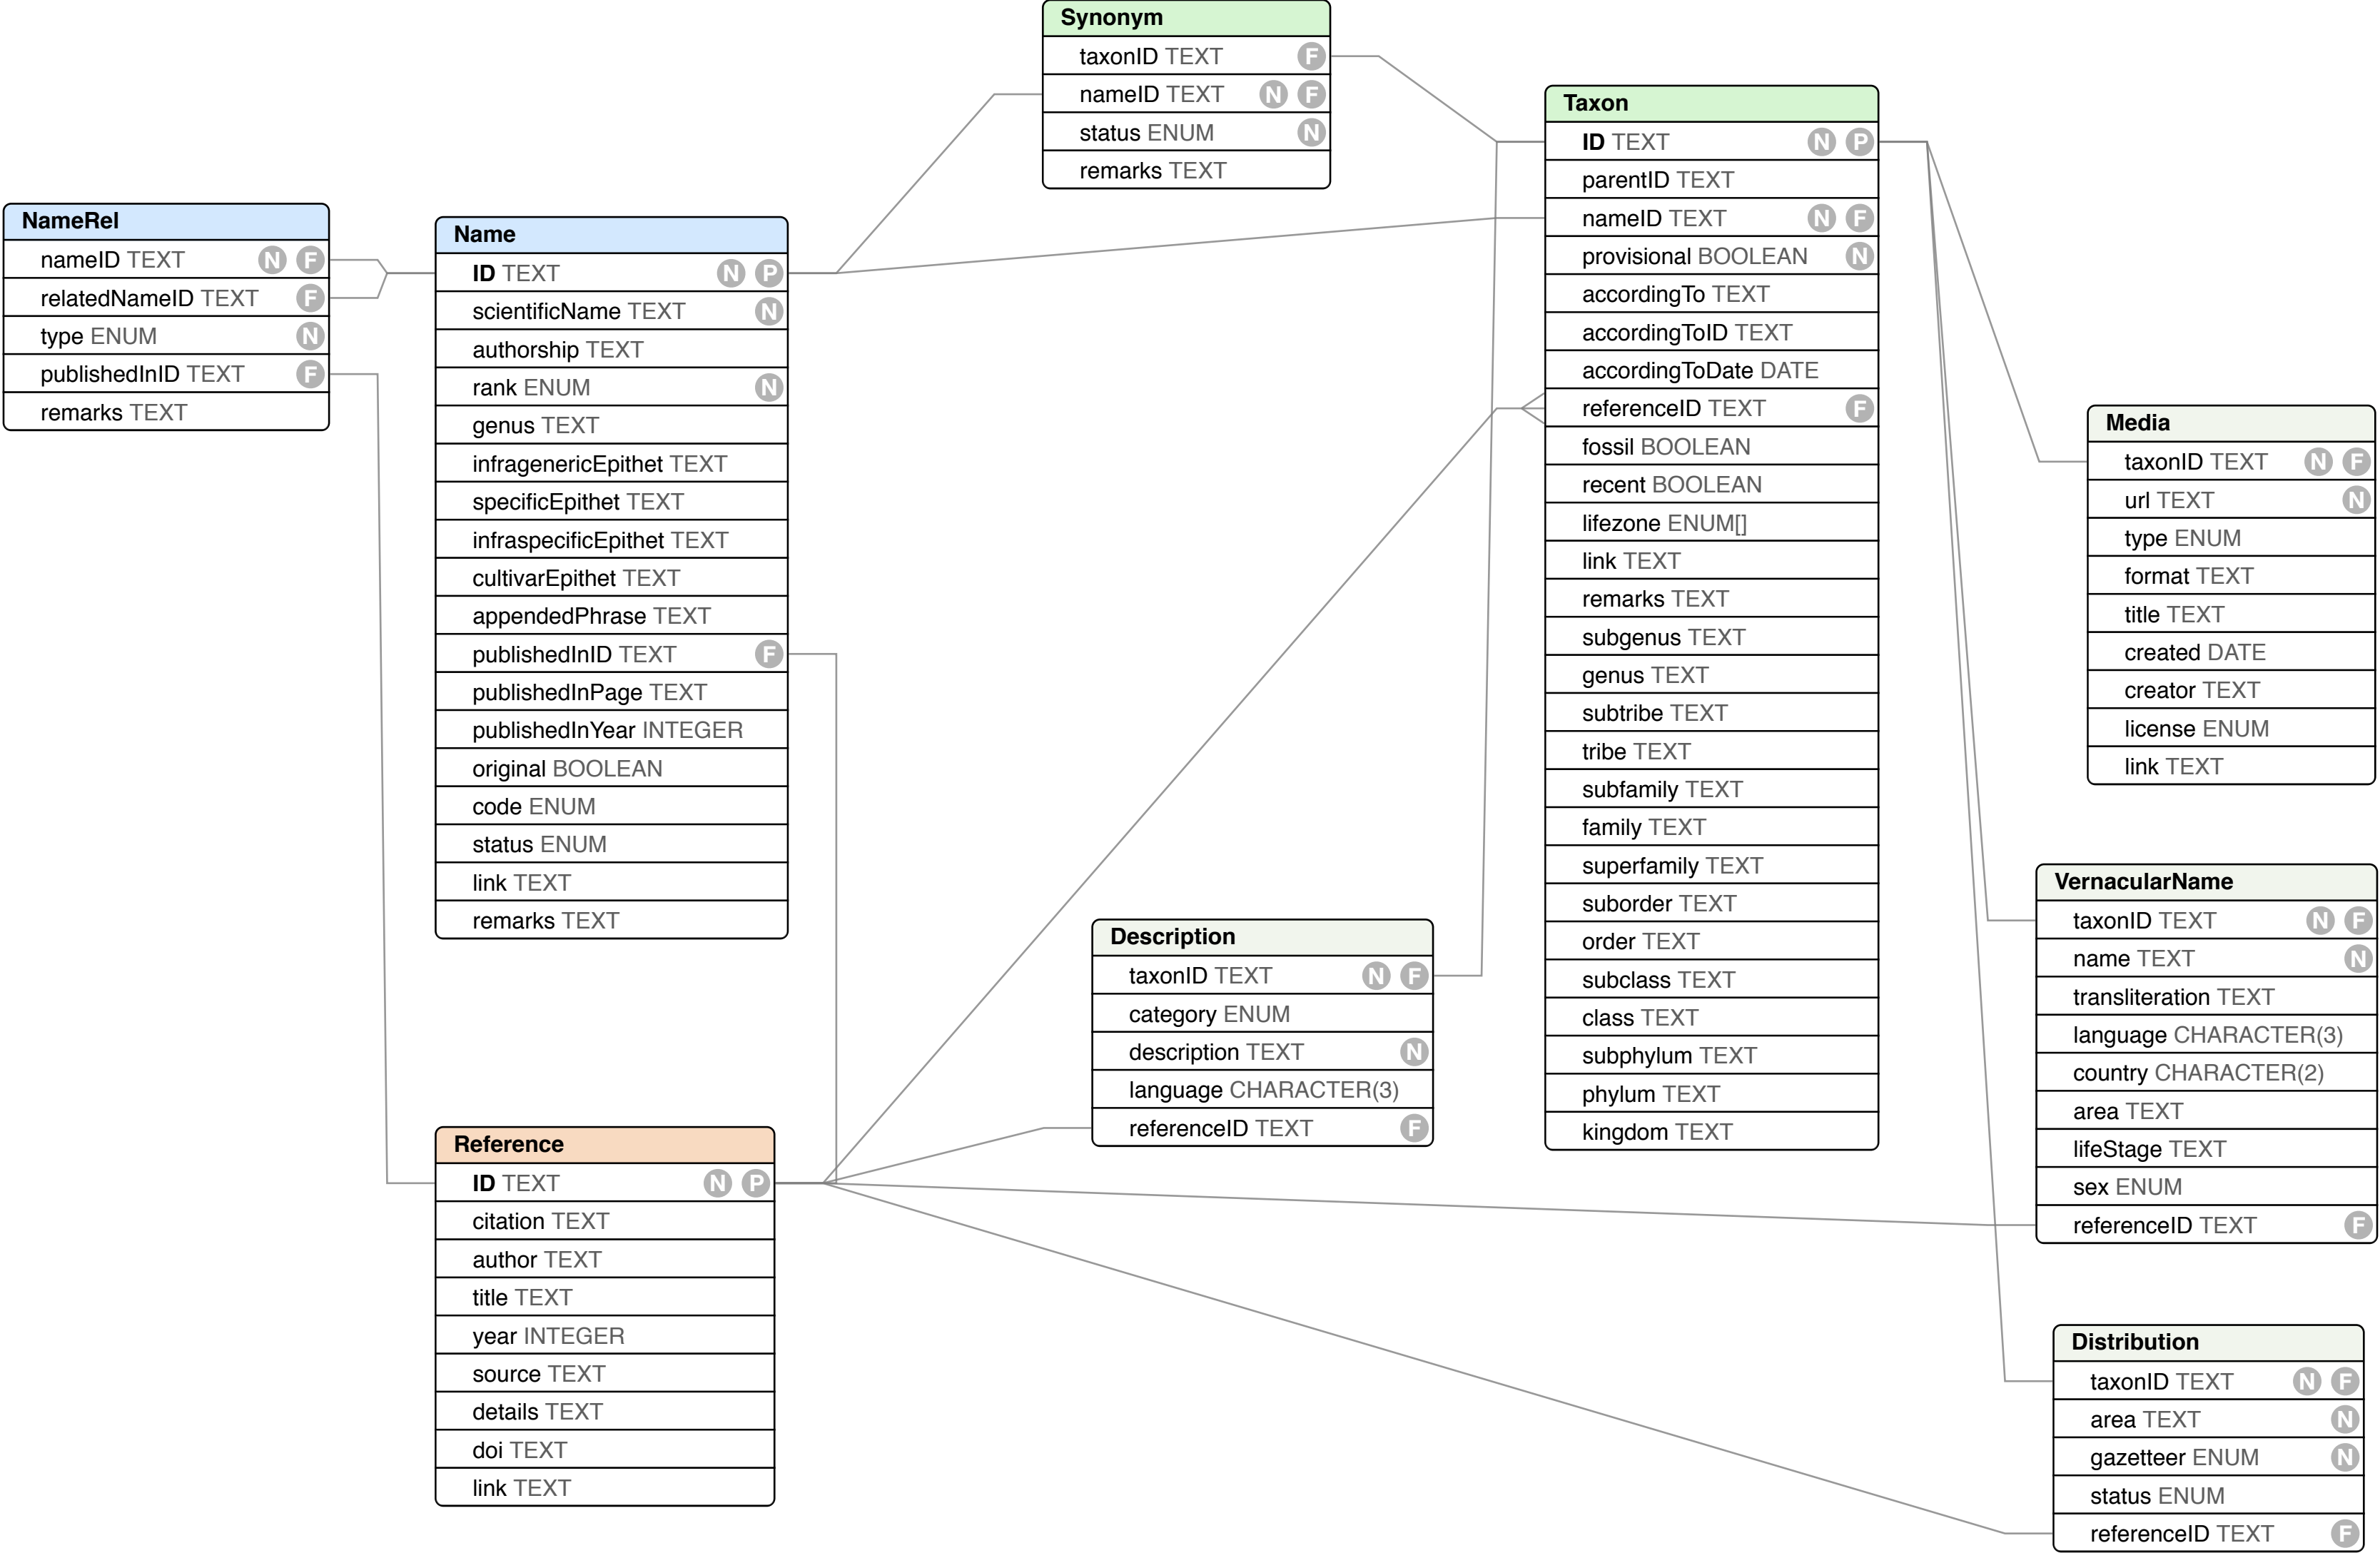 Synonym
taxonID TEXT F
nameID TEXT N F
status ENUM N
remarks TEXT
Taxon
ID TEXT N P
parentID TEXT
nameID TEXT N F
provisional BOOLEAN N
accordingTo TEXT
accordingToID TEXT
accordingToDate DATE
referenceID TEXT F
fossil BOOLEAN
recent BOOLEAN
lifezone ENUM[]
link TEXT
remarks TEXT
subgenus TEXT
genus TEXT
subtribe TEXT
tribe TEXT
subfamily TEXT
family TEXT
superfamily TEXT
suborder TEXT
order TEXT
subclass TEXT
class TEXT
subphylum TEXT
phylum TEXT
kingdom TEXT
NameRel
nameID TEXT N F
relatedNameID TEXT F
type ENUM N
publishedInID TEXT F
remarks TEXT
Name
ID TEXT N P
scientificName TEXT N
authorship TEXT
rank ENUM N
genus TEXT
infragenericEpithet TEXT
specificEpithet TEXT
infraspecificEpithet TEXT
cultivarEpithet TEXT
appendedPhrase TEXT
publishedInID TEXT F
publishedInPage TEXT
publishedInYear INTEGER
original BOOLEAN
code ENUM
status ENUM
link TEXT
remarks TEXT
Media
taxonID TEXT N F
url TEXT N
type ENUM
format TEXT
title TEXT
created DATE
creator TEXT
license ENUM
link TEXT
VernacularName
taxonID TEXT N F
name TEXT N
transliteration TEXT
language CHARACTER(3)
country CHARACTER(2)
area TEXT
lifeStage TEXT
sex ENUM
referenceID TEXT F
Description
taxonID TEXT N F
category ENUM
description TEXT N
language CHARACTER(3)
referenceID TEXT F
Reference
ID TEXT N P
citation TEXT
author TEXT
title TEXT
year INTEGER
source TEXT
details TEXT
doi TEXT
link TEXT
Distribution
taxonID TEXT N F
area TEXT N
gazetteer ENUM N
status ENUM
referenceID TEXT F